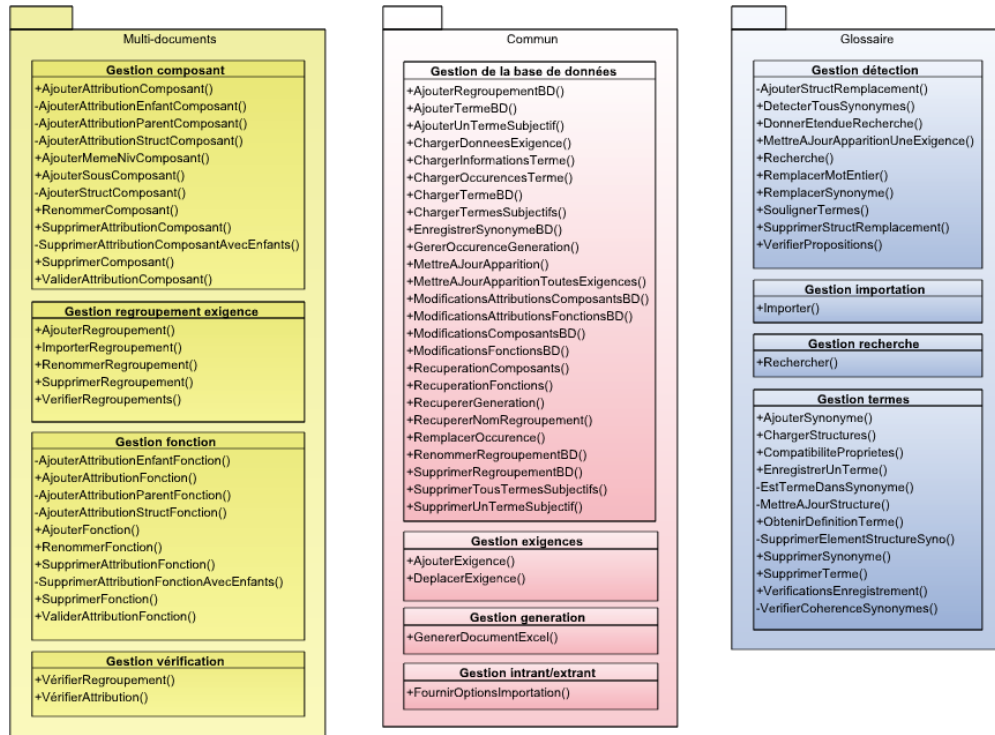 Multi-documents
Gestion composant
+AjouterAttributionComposant()
-AjouterAttributionEnfantComposant()
-AjouterAttributionParentComposant()
-AjouterAttributionStructComposant()
+AjouterMemeNivComposant()
+AjouterSousComposant()
-AjouterStructComposant()
+RenommerComposant()
+SupprimerAttributionComposant()
-SupprimerAttributionComposantAvecEnfants()
+SupprimerComposant()
+ValiderAttributionComposant()
Gestion regroupement exigence
+AjouterRegroupement()
+ImporterRegroupement()
+RenommerRegroupement()
+SupprimerRegroupement()
+VerifierRegroupements()
Gestion fonction
-AjouterAttributionEnfantFonction()
+AjouterAttributionFonction()
-AjouterAttributionParentFonction()
-AjouterAttributionStructFonction()
+AjouterFonction()
+RenommerFonction()
+SupprimerAttributionFonction()
-SupprimerAttributionFonctionAvecEnfants()
+SupprimerFonction()
+ValiderAttributionFonction()
Gestion vérification
+VérifierRegroupement()
+VérifierAttribution()
Commun
Gestion de la base de données
+AjouterRegroupementBD()
+AjouterTermeBD()
+AjouterUnTermeSubjectif()
+ChargerDonneesExigence()
+ChargerInformationsTerme()
+ChargerOccurencesTerme()
+ChargerTermeBD()
+ChargerTermesSubjectifs()
+EnregistrerSynonymeBD()
+GererOccurenceGeneration()
+MettreAJourApparition()
+MettreAJourApparitionToutesExigences()
+ModificationsAttributionsComposantsBD()
+ModificationsAttributionsFonctionsBD()
+ModificationsComposantsBD()
+ModificationsFonctionsBD()
+RecuperationComposants()
+RecuperationFonctions()
+RecupererGeneration()
+RecupererNomRegroupement()
+RemplacerOccurence()
+RenommerRegroupementBD()
+SupprimerRegroupementBD()
+SupprimerTousTermesSubjectifs()
+SupprimerUnTermeSubjectif()
Gestion exigences
+AjouterExigence()
+DeplacerExigence()
Gestion generation
+GenererDocumentExcel()
Gestion intrant/extrant
+FournirOptionsImportation()
Glossaire
Gestion détection
-AjouterStructRemplacement()
+DetecterTousSynonymes()
+DonnerEtendueRecherche()
+MettreAJourApparitionUneExigence()
+Recherche()
+RemplacerMotEntier()
+RemplacerSynonyme()
+SoulignerTermes()
+SupprimerStructRemplacement()
+VerifierPropositions()
Gestion importation
+Importer()
Gestion recherche
+Rechercher()
Gestion termes
+AjouterSynonyme()
+ChargerStructures()
+CompatibiliteProprietes()
+EnregistrerUnTerme()
-EstTermeDansSynonyme()
-MettreAJourStructure()
+ObtenirDefinitionTerme()
-SupprimerElementStructureSyno()
+SupprimerSynonyme()
+SupprimerTerme()
+VerificationsEnregistrement()
-VerifierCoherenceSynonymes()